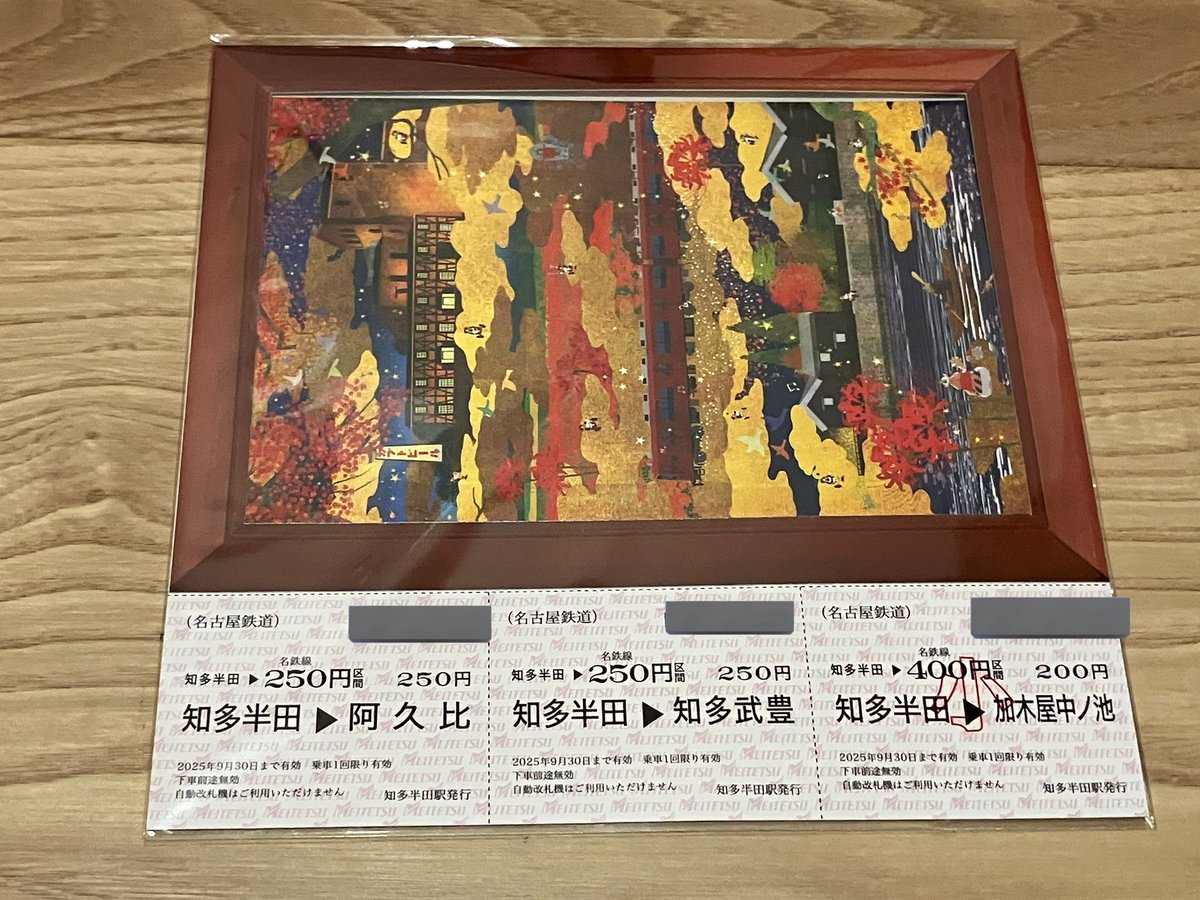 カブトビール
(名古屋鉄道)
名鉄線
知多半田▶250円区間 250円
知多半田▶阿久比
2025年9月30日まで有効 乗車1回限り有効
下車前途無効
自動改札機はご利用いただけません 知多半田駅発行
(名古屋鉄道)
名鉄線
知多半田▶250円区間 250円
知多半田▶知多武豊
2025年9月30日まで有効 乗車1回限り有効
下車前途無効
自動改札機はご利用いただけません 知多半田駅発行
(名古屋鉄道)
名鉄線
知多半田▶400円区間 200円
知多半田▶加木屋中ノ池
2025年9月30日まで有効 乗車1回限り有効
下車前途無効
自動改札機はご利用いただけません 知多半田駅発行
MEITETSU